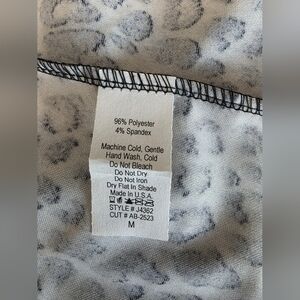 96% Polyester
4% Spandex
Machine Cold, Gentle
Hand Wash, Cold
Do Not Bleach
Do Not Dry
Do Not Iron
Dry Flat In Shade
Made In U.S.A.
STYLE # J4362
CUT # AB-2523
M